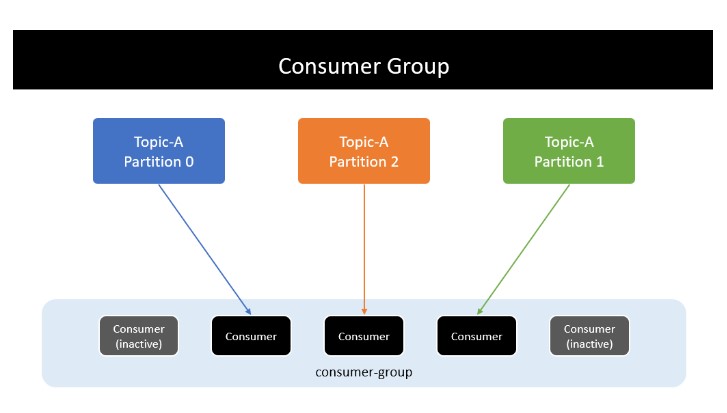 Consumer Group
Topic-A
Partition 0
Topic-A
Partition 2
Topic-A
Partition 1
Consumer
(inactive)
Consumer
Consumer
Consumer
Consumer
(inactive)
consumer-group